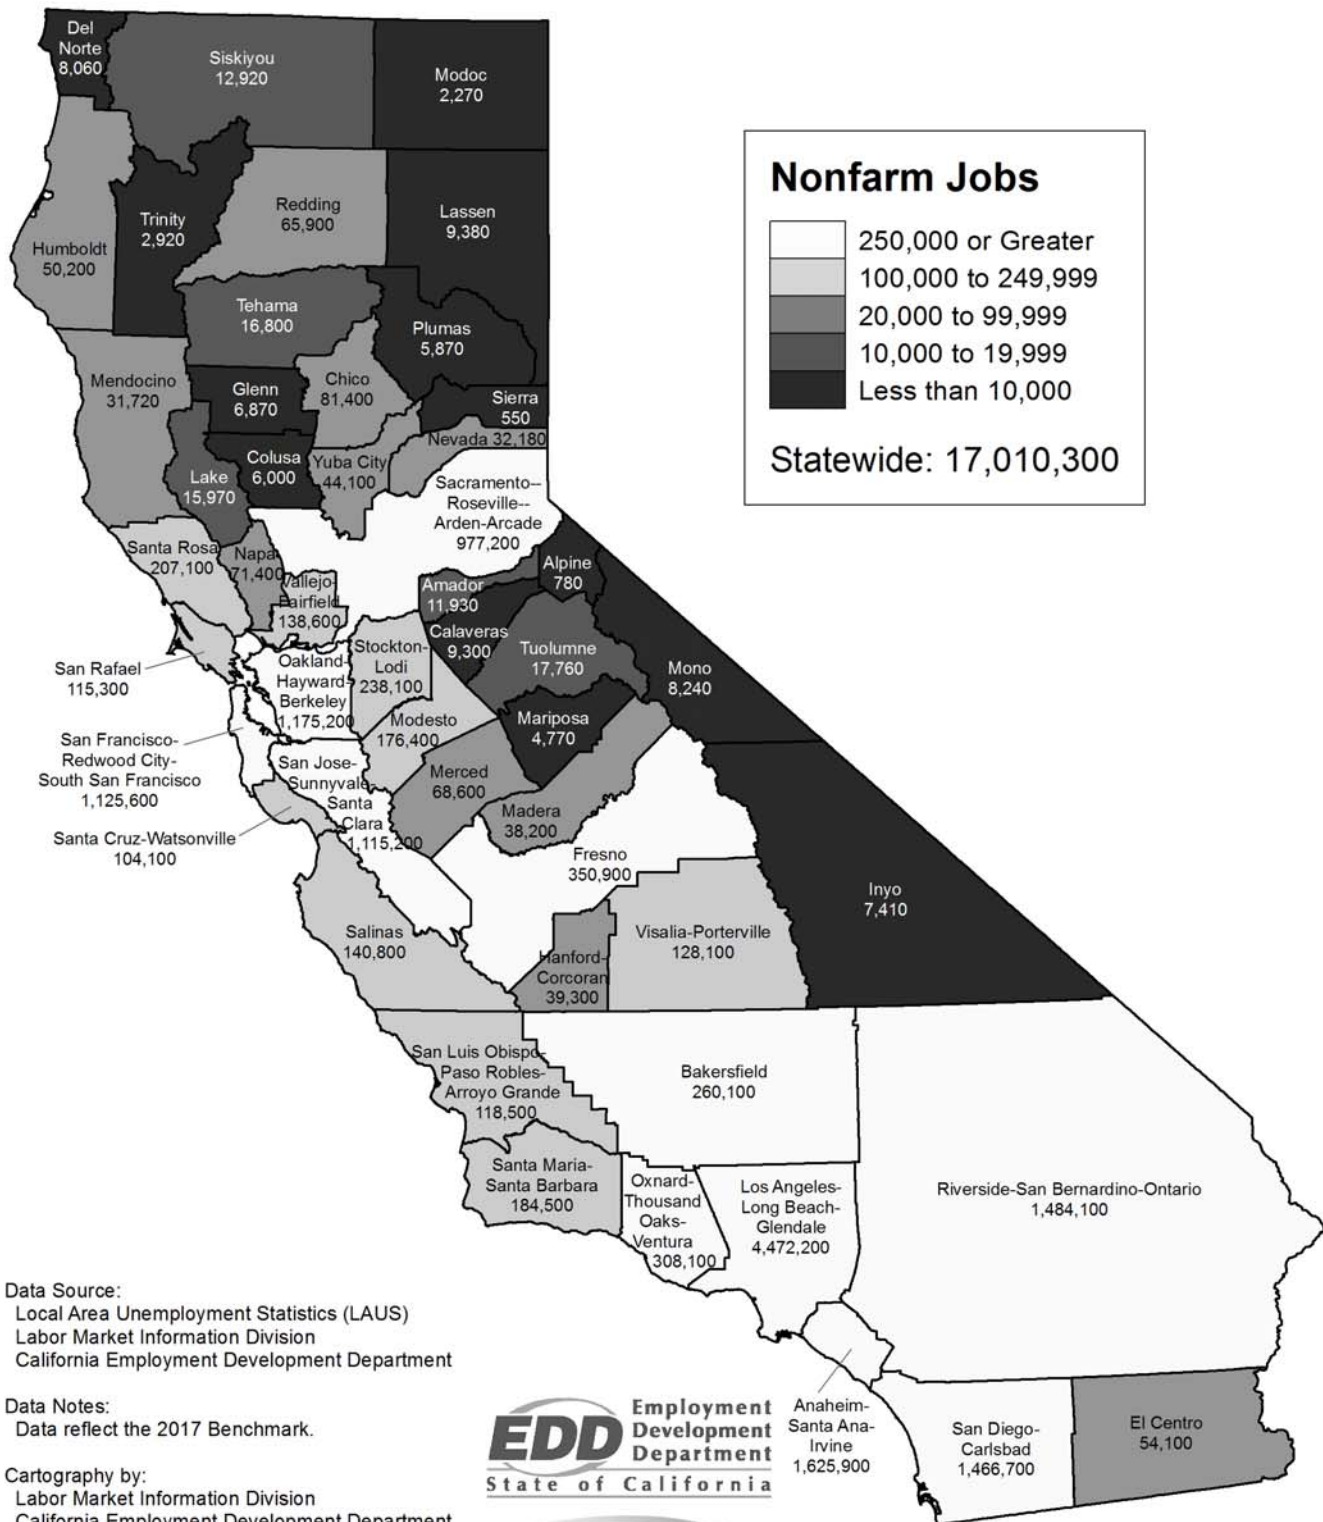 Del
Norte
8,060
Siskiyou
12,920
Modoc
2,270
Nonfarm Jobs
250,000 or Greater
100,000 to 249,999
20,000 to 99,999
10,000 to 19,999
Less than 10,000
Statewide: 17,010,300
Humboldt
50,200
Trinity
2,920
Redding
65,900
Lassen
9,380
Tehama
16,800
Plumas
5,870
Mendocino
31,720
Glenn
6,870
Chico
81,400
Sierra
550
Nevada 32,180
Lake
15,970
Colusa
6,000
Yuba City
44,100
Sacramento--
Roseville--
Arden-Arcade
977,200
Santa Rosa
207,100
Napa
71,400
Vallejo-
Fairfield
138,600
Amador
11,930
Alpine
780
Calaveras
9,300
Tuolumne
17,760
Mono
8,240
San Rafael
115,300
Oakland-
Hayward-
Berkeley
1,175,200
Stockton-
Lodi
238,100
Modesto
176,400
Mariposa
4,770
San Francisco-
Redwood City-
South San Francisco
1,125,600
San Jose-
Sunnyvale-
Santa
Clara
1,115,200
Merced
68,600
Madera
38,200
Santa Cruz-Watsonville
104,100
Fresno
350,900
Inyo
7,410
Salinas
140,800
Hanford-
Corcoran
39,300
Visalia-Porterville
128,100
San Luis Obispo-
Paso Robles-
Arroyo Grande
118,500
Bakersfield
260,100
Santa Maria-
Santa Barbara
184,500
Oxnard-
Thousand
Oaks-
Ventura
308,100
Los Angeles-
Long Beach-
Glendale
4,472,200
Riverside-San Bernardino-Ontario
1,484,100
Anaheim-
Santa Ana-
Irvine
1,625,900
San Diego-
Carlsbad
1,466,700
El Centro
54,100
Data Source:
Local Area Unemployment Statistics (LAUS)
Labor Market Information Division
California Employment Development Department
Data Notes:
Data reflect the 2017 Benchmark.
Cartography by:
Labor Market Information Division
California Employment Development Department
EDD
Employment
Development
Department
State of California